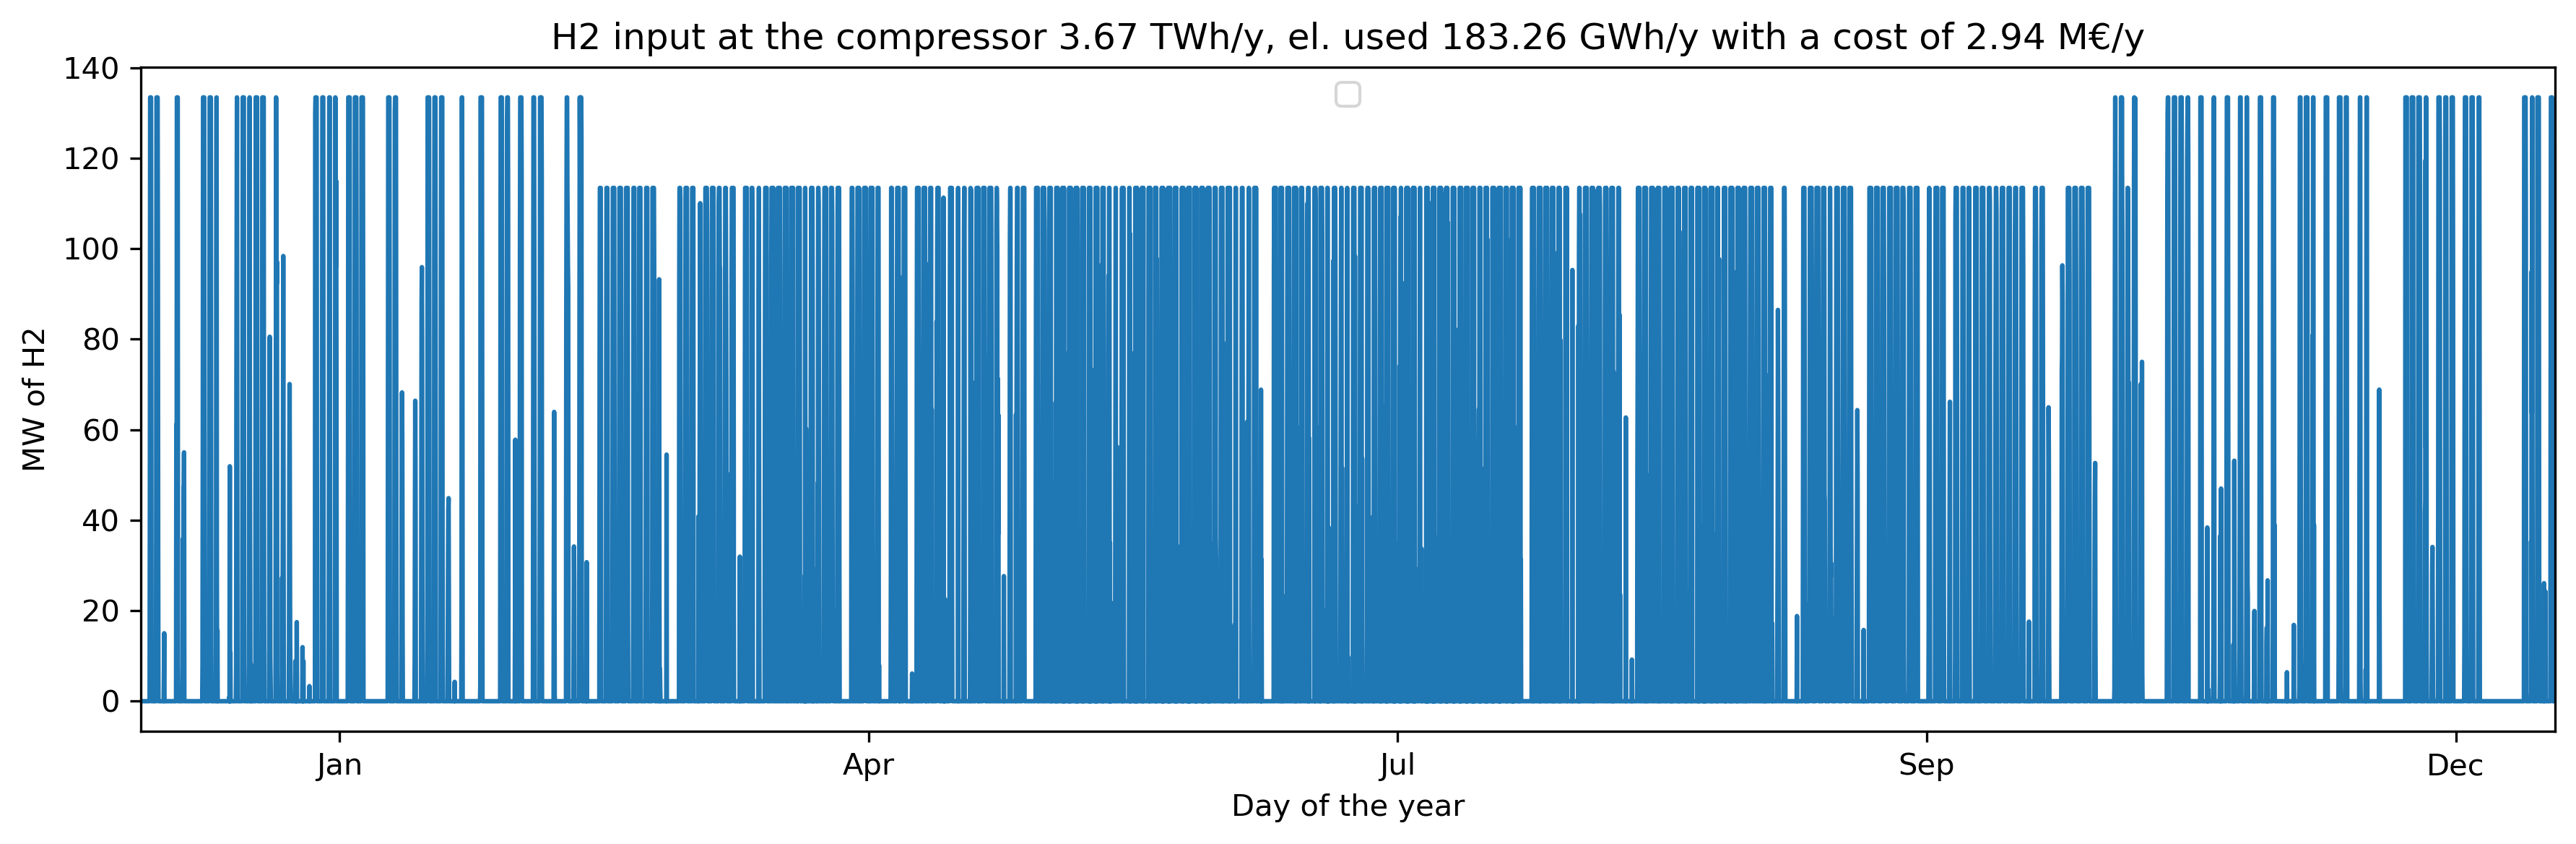 H2 input at the compressor 3.67 TWh/y, el. used 183.26 GWh/y with a cost of 2.94 M€/y
140
120
100
80
60
40
20
0
MW of H2
Jan Apr Jul Sep Dec
Day of the year